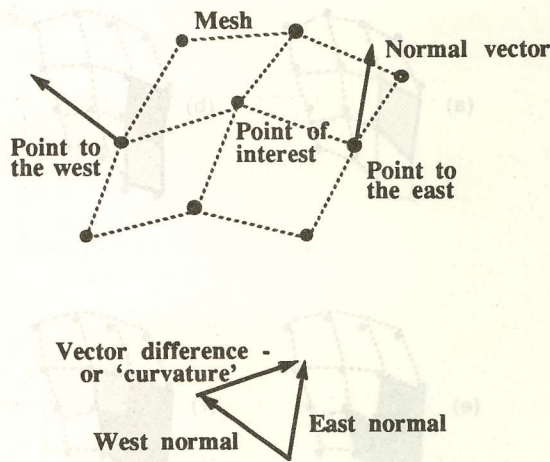 Mesh
Normal vector
Point to
the west
Point of
interest
Point to
the east
Vector difference -
or ‘curvature’
West normal
East normal
(a)
(b)
(e)